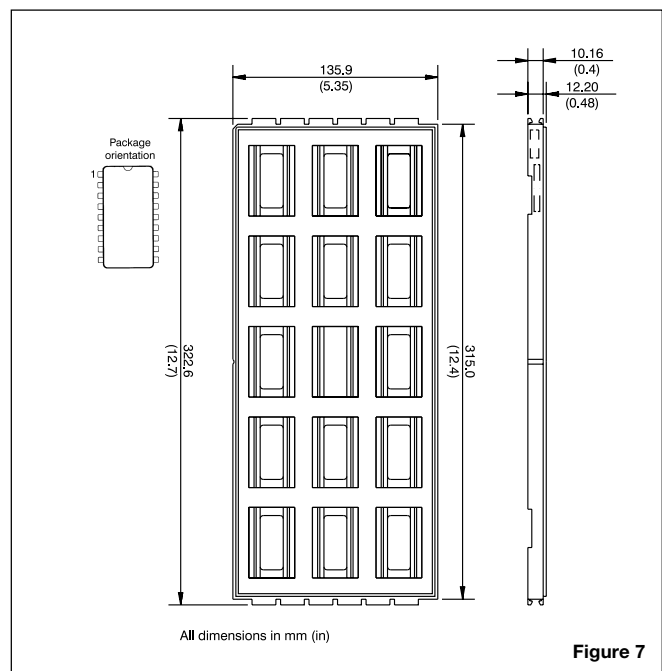 135.9
(5.35)
10.16
(0.4)
12.20
(0.48)
Package
orientation
1
322.6
(12.7)
315.0
(12.4)
All dimensions in mm (in)
Figure 7